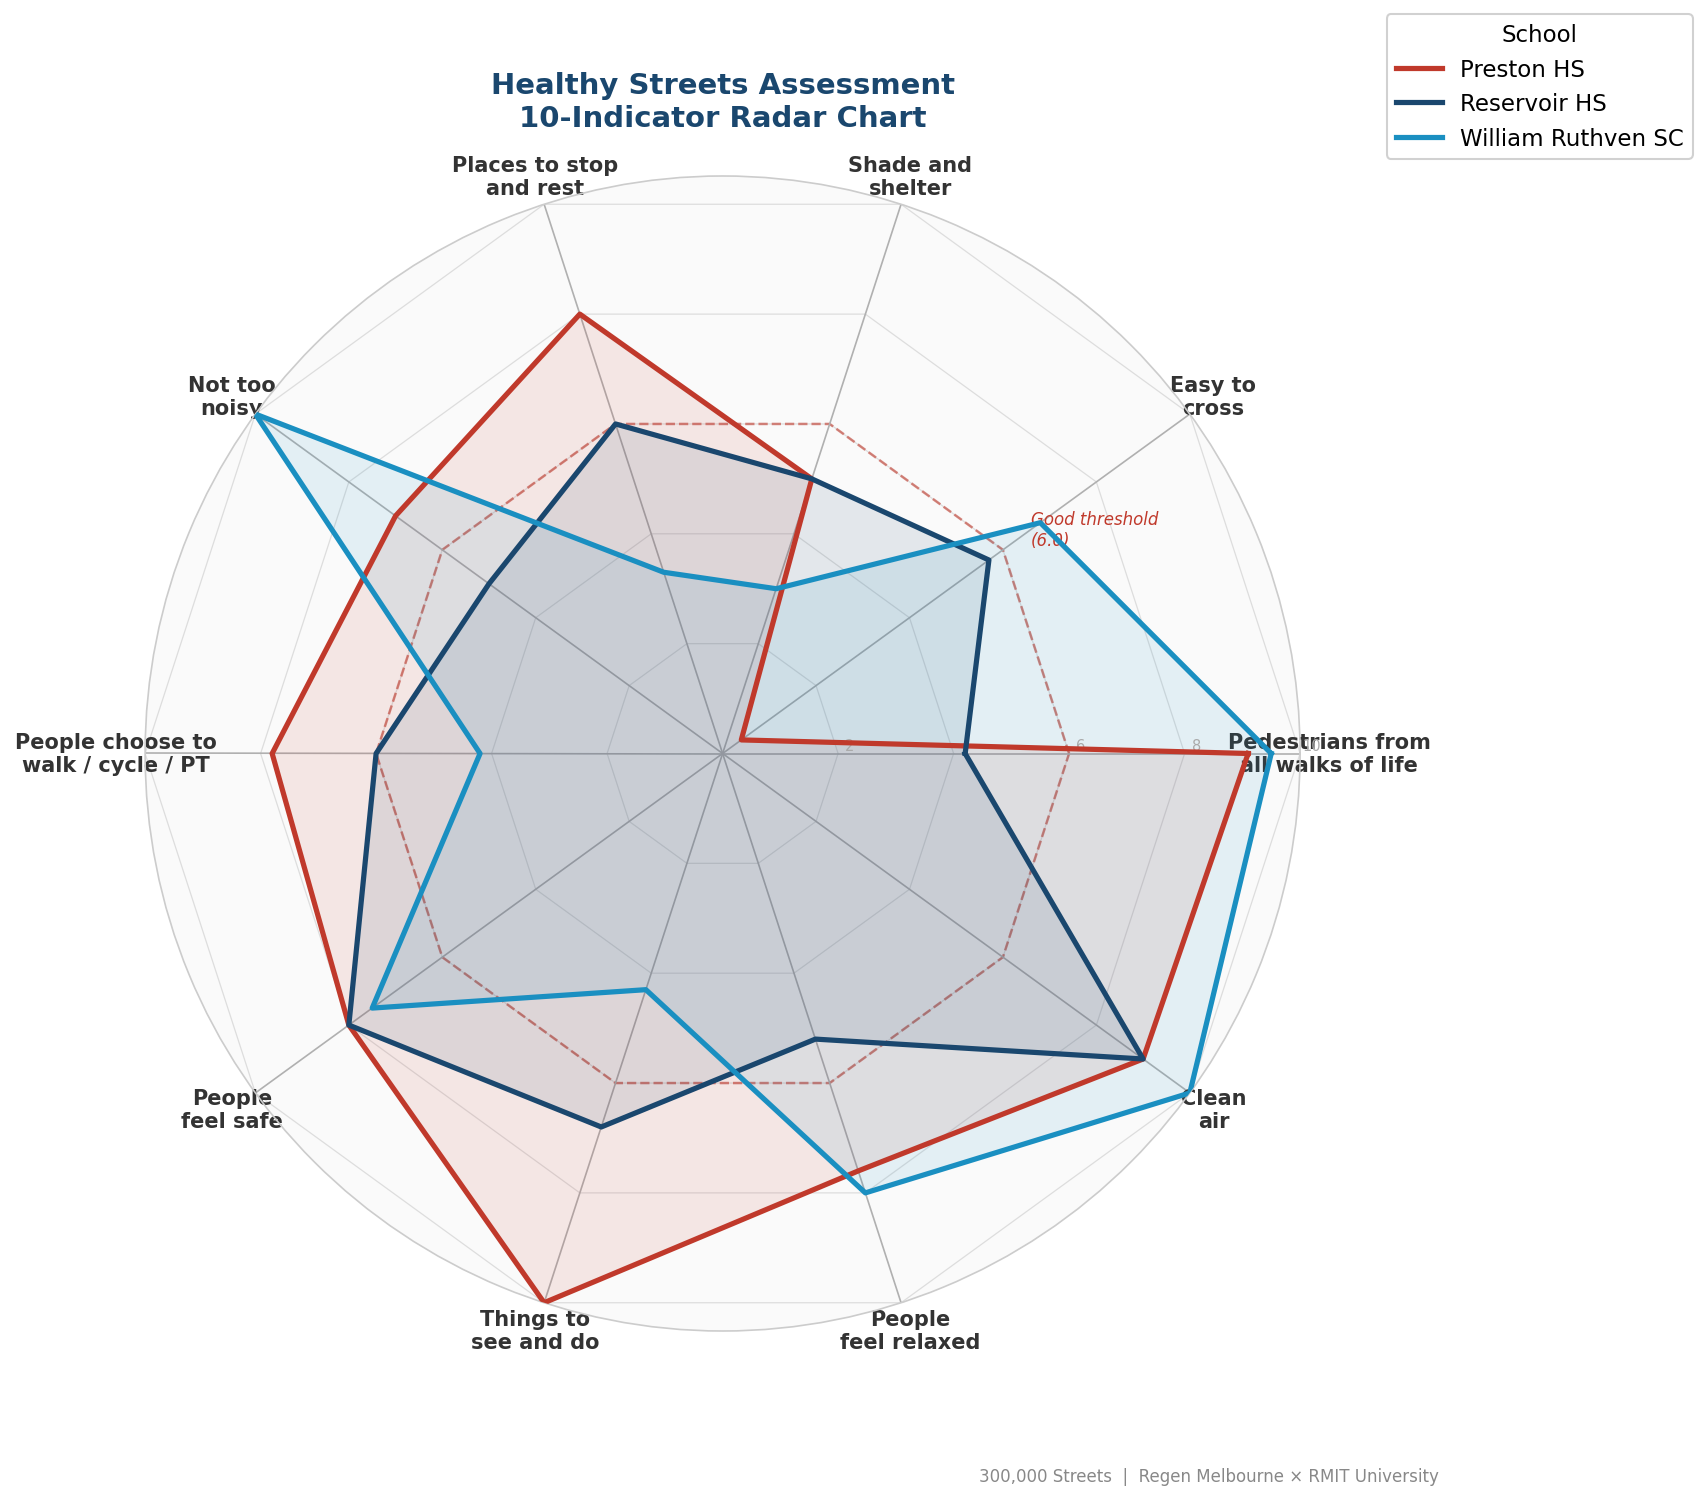 School
Preston HS
Reservoir HS
William Ruthven SC
Healthy Streets Assessment
10-Indicator Radar Chart
Places to stop
and rest
Shade and
shelter
Not too
noisy
Easy to
cross
Good threshold
(6.0)
People choose to
walk / cycle / PT
2
6
8
10
Pedestrians from
all walks of life
People
feel safe
Clean
air
Things to
see and do
People
feel relaxed
300,000 Streets | Regen Melbourne × RMIT University